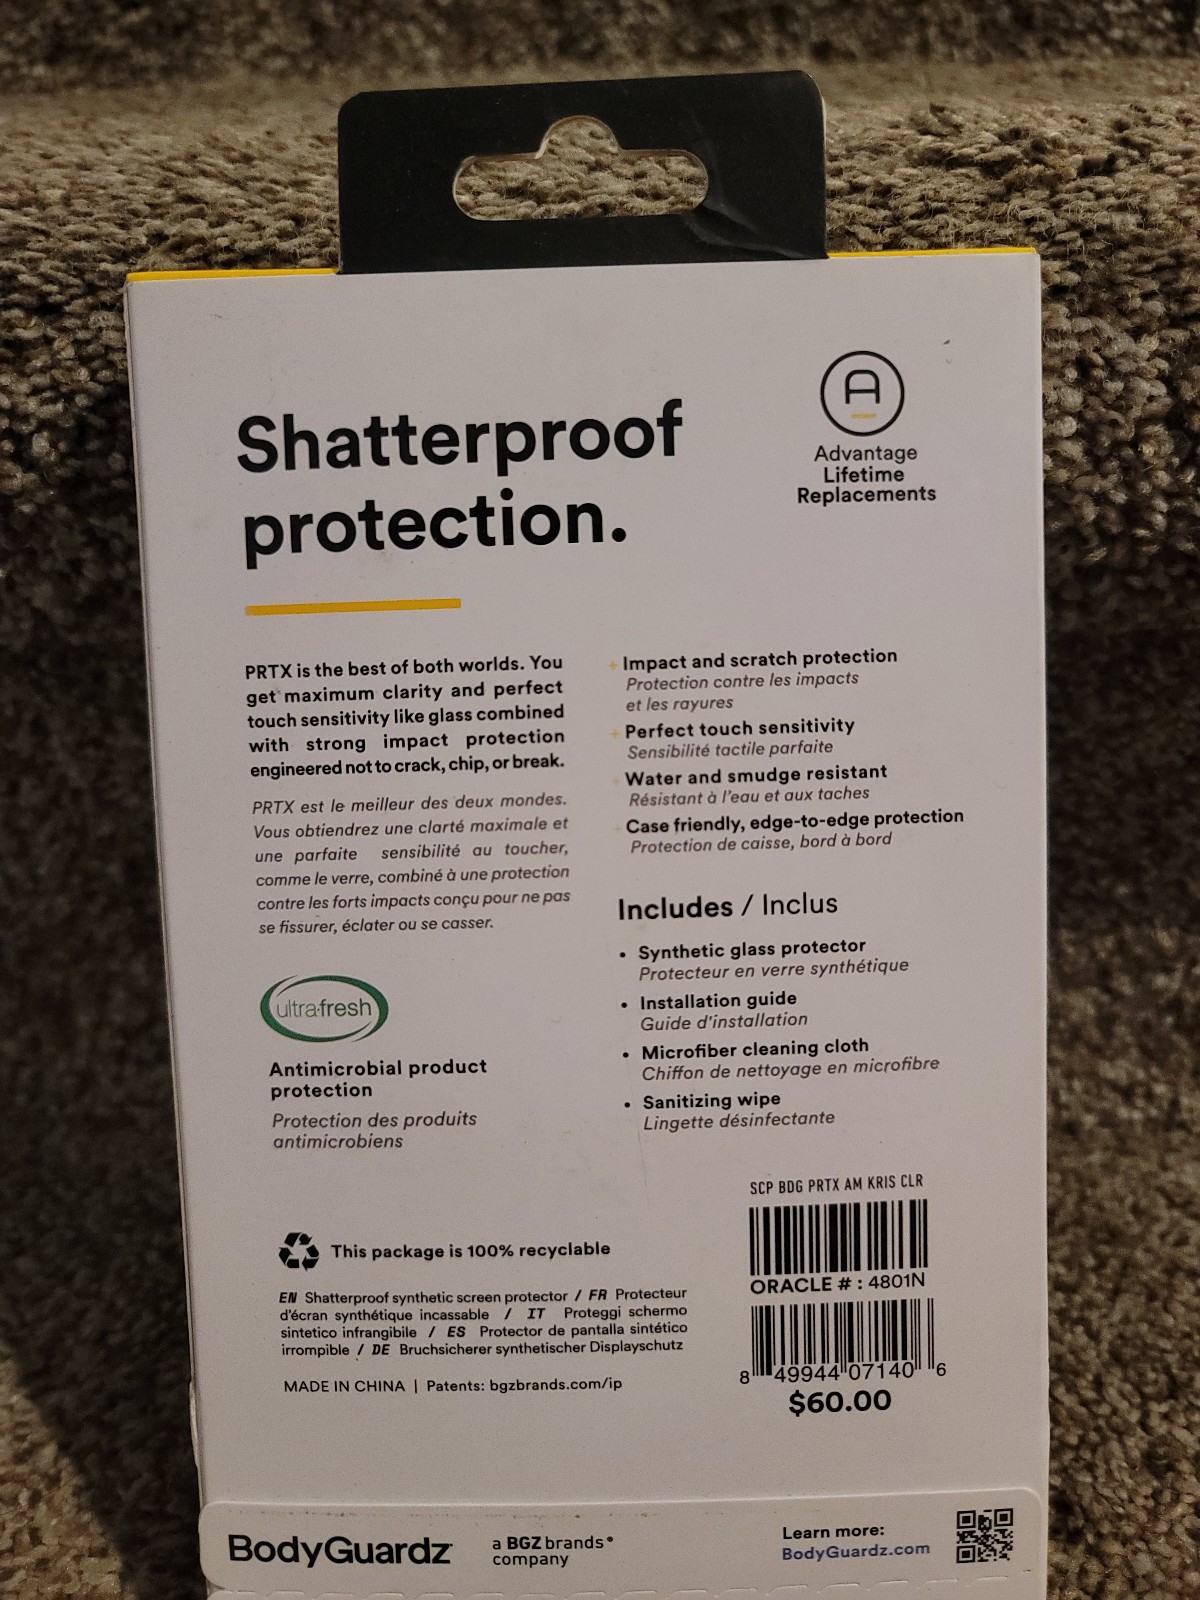 A
Advantage
Lifetime
Replacements
Shatterproof
protection.
PRTX is the best of both worlds. You
get maximum clarity and perfect
touch sensitivity like glass combined
with strong impact protection
engineered not to crack, chip, or break.
PRTX est le meilleur des deux mondes.
Vous obtiendrez une clarté maximale et
une parfaite sensibilité au toucher,
comme le verre, combiné à une protection
contre les forts impacts conçu pour ne pas
se fissurer, éclater ou se casser.
ultra·fresh
Antimicrobial product
protection
Protection des produits
antimicrobiens
+ Impact and scratch protection
Protection contre les impacts
et les rayures
+ Perfect touch sensitivity
Sensibilité tactile parfaite
+ Water and smudge resistant
Résistant à l'eau et aux taches
+ Case friendly, edge-to-edge protection
Protection de caisse, bord à bord
Includes / Inclus
• Synthetic glass protector
Protecteur en verre synthétique
• Installation guide
Guide d'installation
• Microfiber cleaning cloth
Chiffon de nettoyage en microfibre
• Sanitizing wipe
Lingette désinfectante
This package is 100% recyclable
EN Shatterproof synthetic screen protector / FR Protecteur
d'écran synthétique incassable / IT Proteggi schermo
sintetico infrangibile / ES Protector de pantalla sintético
irrompible / DE Bruchsicherer synthetischer Displayschutz
MADE IN CHINA | Patents: bgzbrands.com/ip
SCP BDG PRTX AM KRIS CLR
ORACLE # : 4801N
8 49944 07140 6
$60.00
BodyGuardz
a BGZ brands®
company
Learn more:
BodyGuardz.com